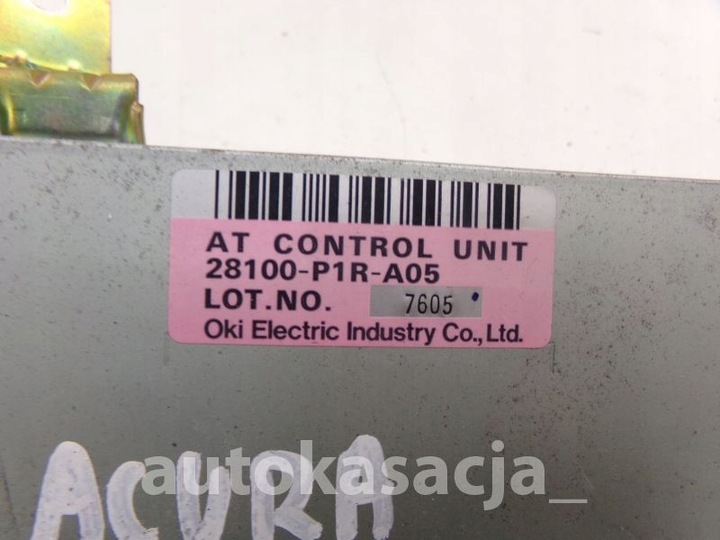 AT CONTROL UNIT
28100-P1R-A05
LOT.NO. 7605
Oki Electric Industry Co., Ltd.
ACURA
autokasacja_